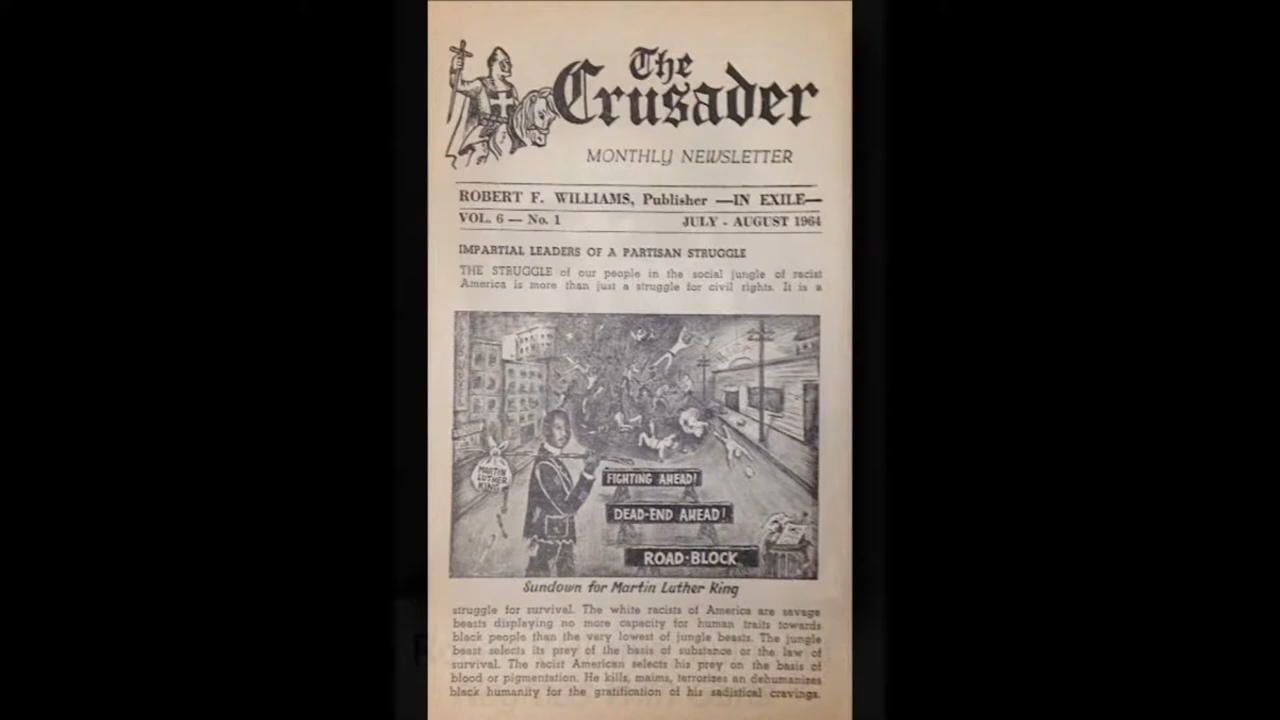 The
Crusader
MONTHLY NEWSLETTER
ROBERT F. WILLIAMS, Publisher —IN EXILE—
VOL. 6 — No. 1 JULY - AUGUST 1964
IMPARTIAL LEADERS OF A PARTISAN STRUGGLE
THE STRUGGLE of our people in the social jungle of racist
America is more than just a struggle for civil rights. It is a
MARTIN
LUTHER
KING
FIGHTING AHEAD!
DEAD-END AHEAD!
ROAD-BLOCK
Sundown for Martin Luther King
struggle for survival. The white racists of America are savage
beasts displaying no more capacity for human traits towards
black people than the very lowest of jungle beasts. The jungle
beast selects its prey of the basis of substance or the law of
survival. The racist American selects his prey on the basis of
blood or pigmentation. He kills, maims, terrorizes an dehumanizes
black humanity for the gratification of his sadistical cravings.